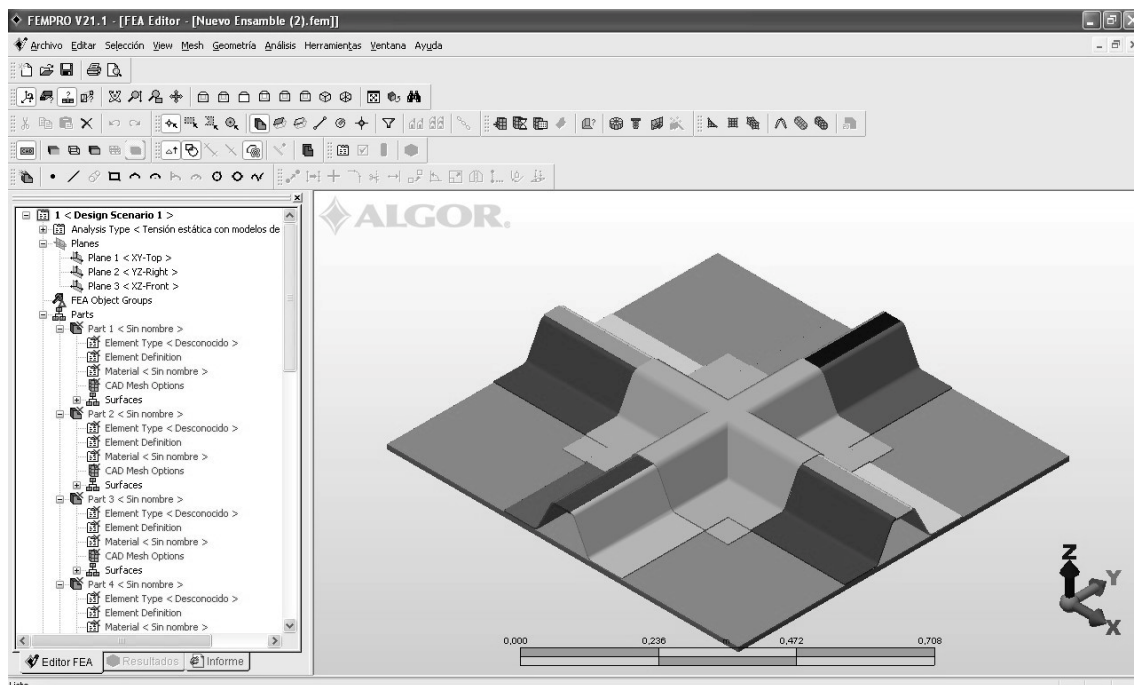 FEMPRO V21.1 - [FEA Editor - [Nuevo Ensamble (2).fem]]
Archivo Editar Selección View Mesh Geometría Análisis Herramientas Ventana Ayuda
1 < Design Scenario 1 >
Analysis Type < Tensión estática con modelos de
Planes
Plane 1 < XY-Top >
Plane 2 < YZ-Right >
Plane 3 < XZ-Front >
FEA Object Groups
Parts
Part 1 < Sin nombre >
Element Type < Desconocido >
Element Definition
Material < Sin nombre >
CAD Mesh Options
Surfaces
Part 2 < Sin nombre >
Element Type < Desconocido >
Element Definition
Material < Sin nombre >
CAD Mesh Options
Surfaces
Part 3 < Sin nombre >
Element Type < Desconocido >
Element Definition
Material < Sin nombre >
CAD Mesh Options
Surfaces
Part 4 < Sin nombre >
Element Type < Desconocido >
Element Definition
Material < Sin nombre >
Editor FEA Resultados Informe
ALGOR.
Z
Y
X
0,000 0,236 m 0,472 0,708